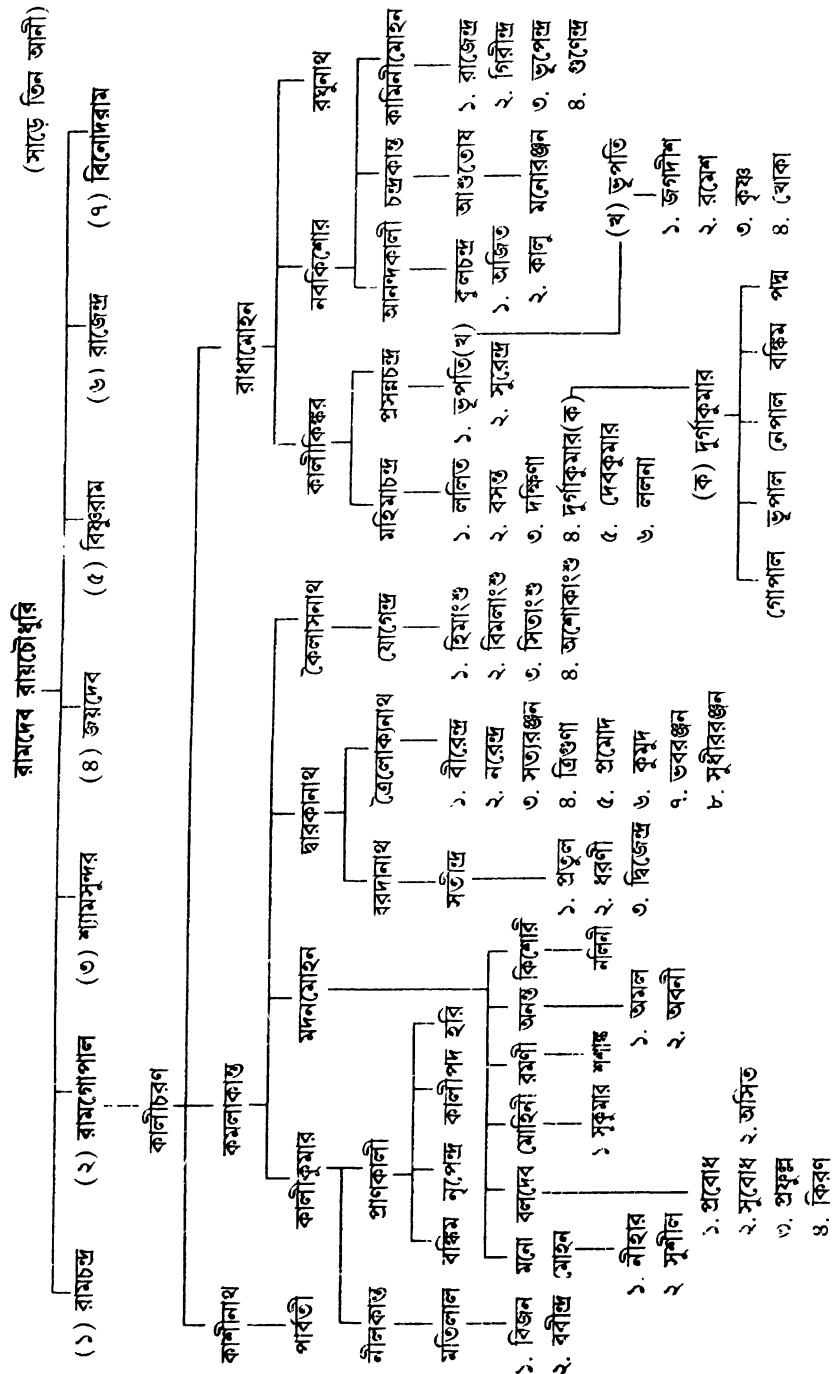 রামদেব রায়চৌধুরি
(সাড়ে তিন আনী)
(১) রামচন্দ্র (২) রামগোপাল (৩) শ্যামসুন্দর (৪) জয়দেব (৫) বিষ্ণুরাম (৬) রাজেন্দ্র (৭) বিনোদরাম
কালীচরণ
কাশীনাথ কমলাকান্ত রাধামোহন
পার্বতী কালীকুমার মদনমোহন দ্বারকানাথ কৈলাসনাথ কালীকিঙ্কর নবকিশোর রঘুনাথ
নীলকান্ত প্রাণকালী বরদানাথ ত্রৈলোক্যনাথ যোগেন্দ্র মহিমাচন্দ্র প্রসন্নচন্দ্র আনন্দকালী চন্দ্রকান্ত কামিনীমোহন
মতিলাল বঙ্কিম নৃপেন্দ্র কালীপদ হরি সতীন্দ্র
১. বিজন
২. রবীন্দ্র
মনো মোহন বলদেব মোহিনী রমণী অনন্ত কিশোরি
১. নীহার
২ সুশীল
১. প্রবোধ
২. সুবোধ
৩. প্রফুল্ল
৪. কিরণ
১ সুকুমার
২. অসিত
শশাঙ্ক
১. অমল
২. অবনী
নলিনী
১. প্রতুল
২. ধরণী
৩. দ্বিজেন্দ্র
১. বীরেন্দ্র
২. নরেন্দ্র
৩. সত্যরঞ্জন
৪. ত্রিগুণা
৫. প্রমোদ
৬. কুমুদ
৭. ভবরঞ্জন
৮. সুধীররঞ্জন
১. হিমাংশু
২. বিমলাংশু
৩. সিতাংশু
৪. অশোকাংশু
১. ললিত
২. বসন্ত
৩. দক্ষিণা
৪. দুর্গাকুমার(ক)
৫. দেবকুমার
৬. ললনা
১. ভূপতি(খ)
২. সুরেন্দ্র
কুলচন্দ্র
১. অজিত
২. কালু
আশুতোষ
মনোরঞ্জন
১. রাজেন্দ্র
২. গিরীন্দ্র
৩. ভূপেন্দ্র
৪. গুণেন্দ্র
(ক) দুর্গাকুমার
গোপাল ভূপাল নেপাল বঙ্কিম পদ্ম
(খ) ভূপতি
১. জগদীশ
২. রমেশ
৩. কৃষ্ণ
৪. খোকা